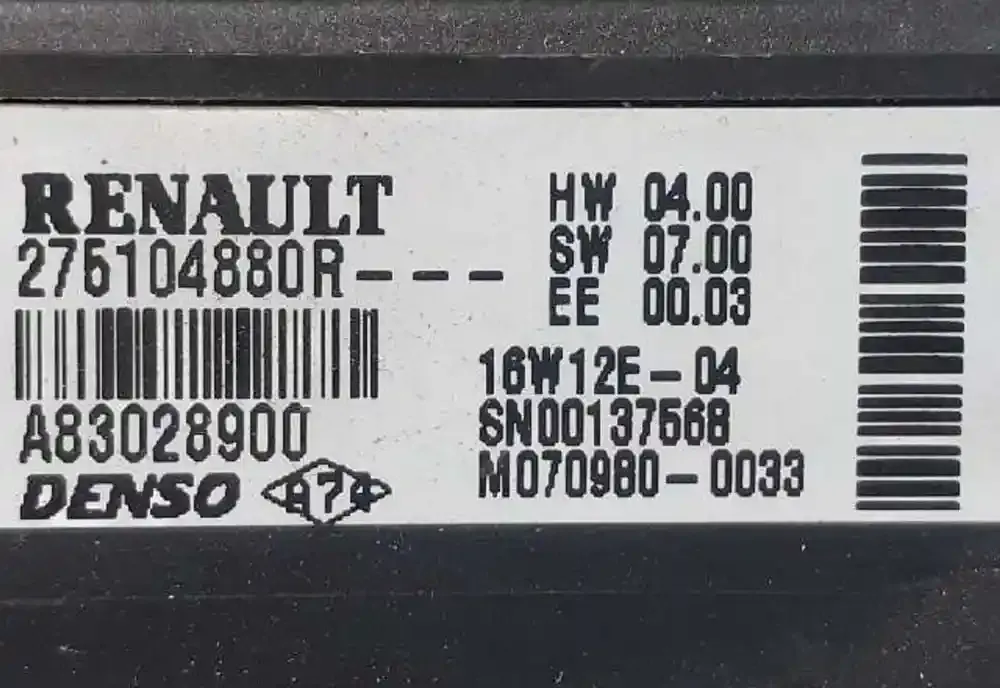 RENAULT
275104880R---
A83028900
DENSO
A74
HW 04.00
SW 07.00
EE 00.03
16W12E-04
SN00137568
M070980-0033